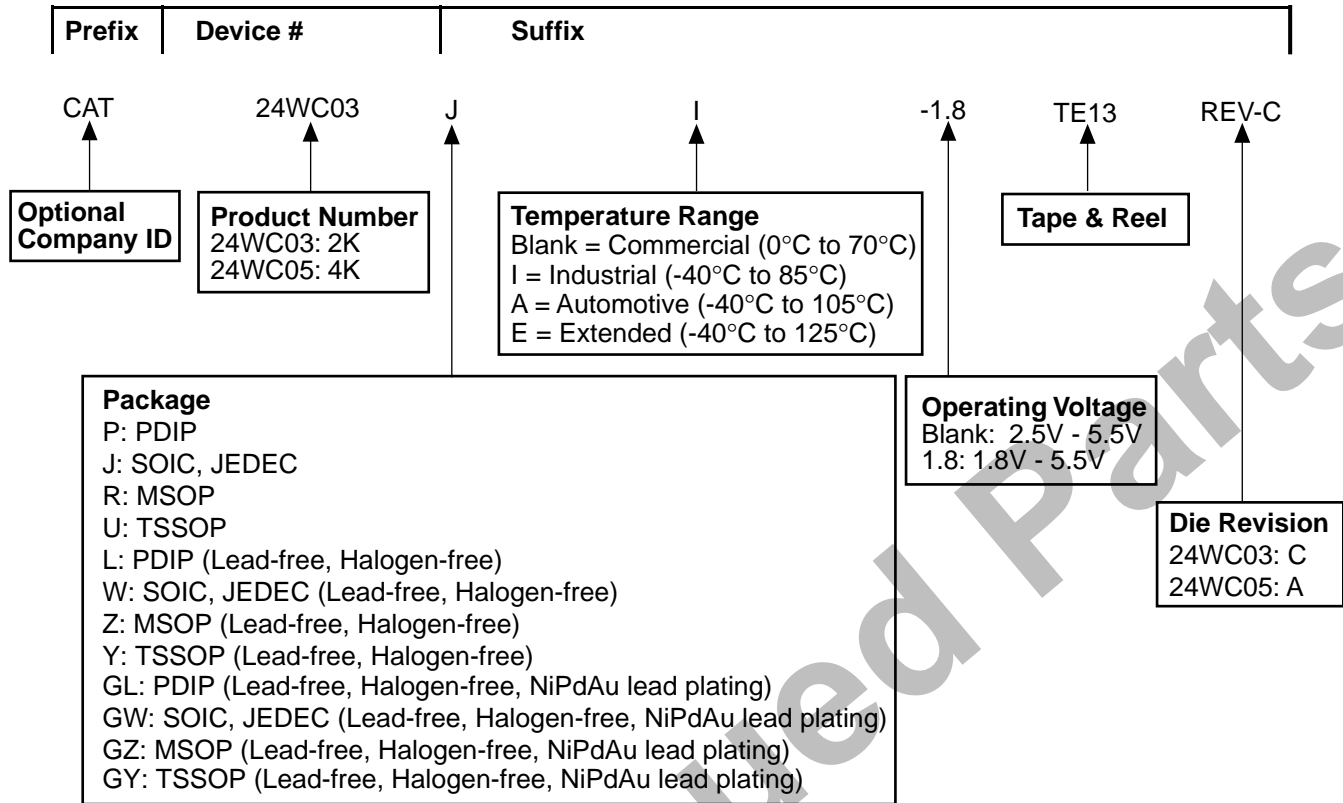 Prefix Device # Suffix
CAT 24WC03 J I -1.8 TE13 REV-C
Optional
Company ID
Product Number
24WC03: 2K
24WC05: 4K
Temperature Range
Blank = Commercial (0°C to 70°C)
I = Industrial (-40°C to 85°C)
A = Automotive (-40°C to 105°C)
E = Extended (-40°C to 125°C)
Tape & Reel
Package
P: PDIP
J: SOIC, JEDEC
R: MSOP
U: TSSOP
L: PDIP (Lead-free, Halogen-free)
W: SOIC, JEDEC (Lead-free, Halogen-free)
Z: MSOP (Lead-free, Halogen-free)
Y: TSSOP (Lead-free, Halogen-free)
GL: PDIP (Lead-free, Halogen-free, NiPdAu lead plating)
GW: SOIC, JEDEC (Lead-free, Halogen-free, NiPdAu lead plating)
GZ: MSOP (Lead-free, Halogen-free, NiPdAu lead plating)
GY: TSSOP (Lead-free, Halogen-free, NiPdAu lead plating)
Operating Voltage
Blank: 2.5V - 5.5V
1.8: 1.8V - 5.5V
Die Revision
24WC03: C
24WC05: A
ued Parts